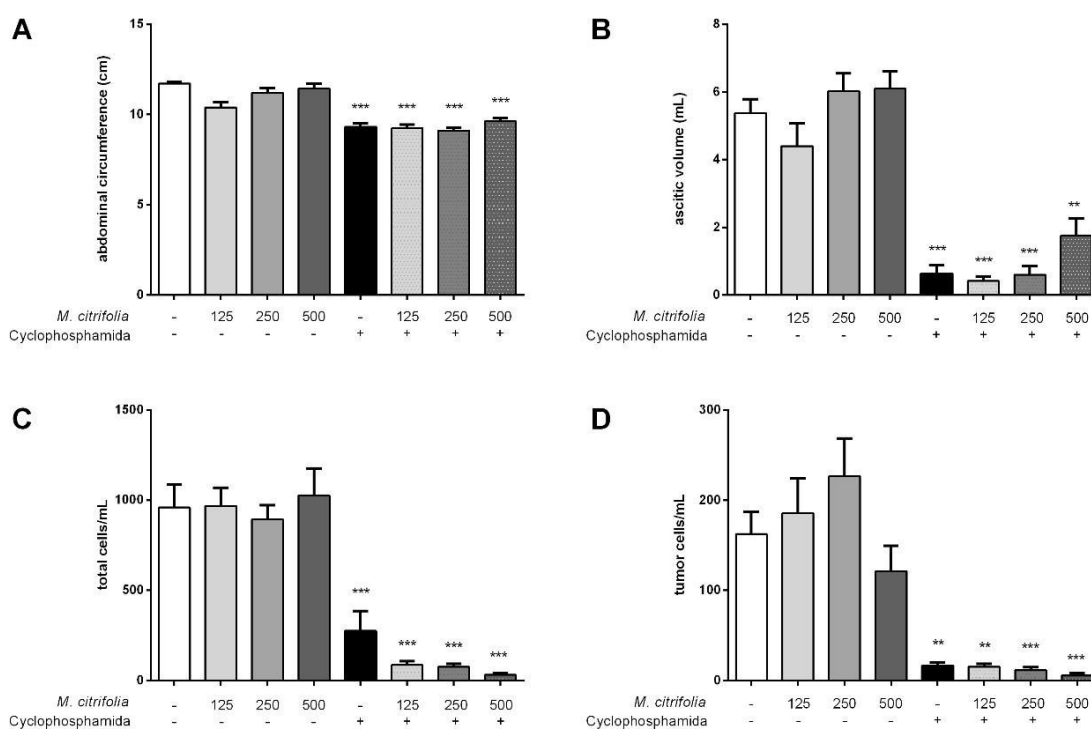 A
abdominal circumference (cm)
15
10
5
0
*** *** *** ***
M. citrifolia - 125 250 500 - 125 250 500
Cyclophosphamida - - - - + + + +
B
ascitic volume (mL)
8
6
4
2
0
*** *** *** **
M. citrifolia - 125 250 500 - 125 250 500
Cyclophosphamida - - - - + + + +
C
total cells/mL
1500
1000
500
0
*** *** *** ***
M. citrifolia - 125 250 500 - 125 250 500
Cyclophosphamida - - - - + + + +
D
tumor cells/mL
300
200
100
0
** ** *** ***
M. citrifolia - 125 250 500 - 125 250 500
Cyclophosphamida - - - - + + + +